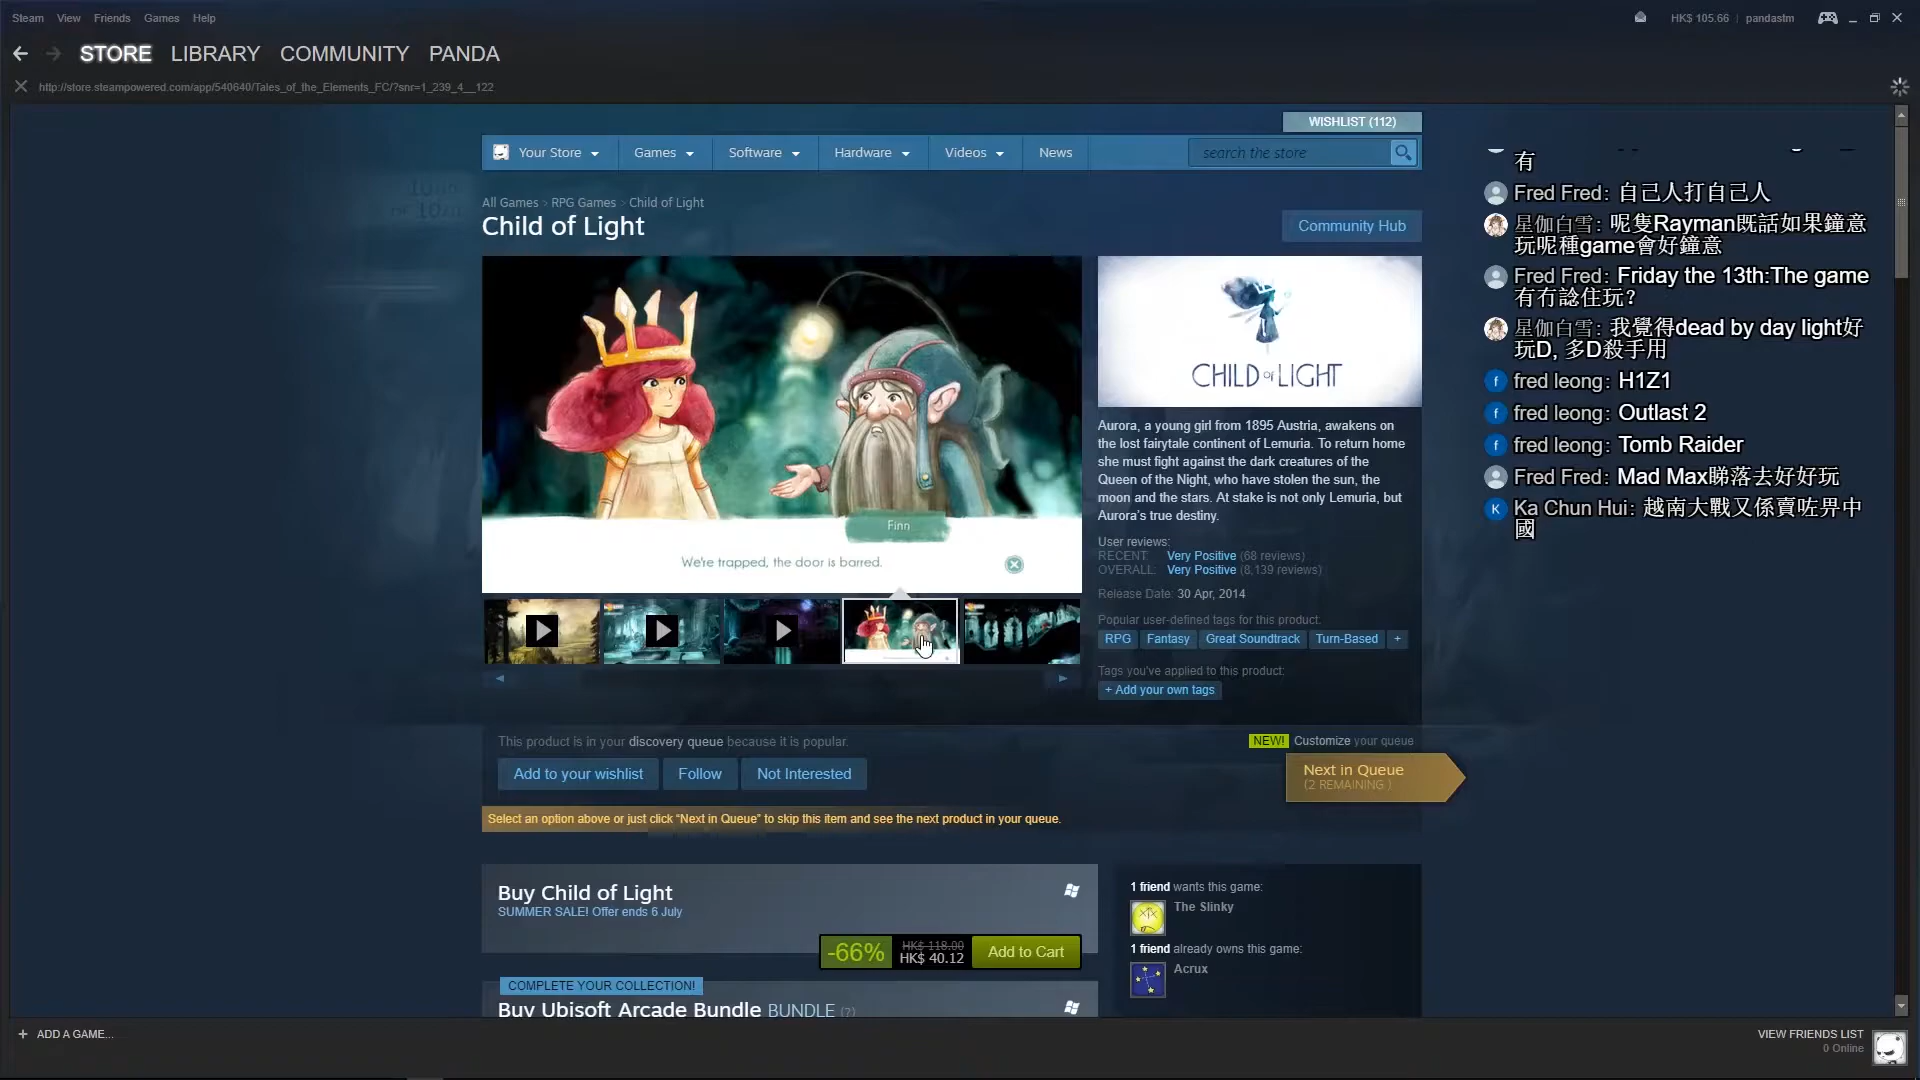 Steam View Friends Games Help
HK$ 105.66 | pandastm
STORE LIBRARY COMMUNITY PANDA
http://store.steampowered.com/app/540640/Tales_of_the_Elements_FC/?snr=1_239_4__122
WISHLIST (112)
Your Store Games Software Hardware Videos News
search the store
All Games > RPG Games > Child of Light
Child of Light
Community Hub
Finn
We're trapped, the door is barred.
CHILD of LIGHT
Aurora, a young girl from 1895 Austria, awakens on
the lost fairytale continent of Lemuria. To return home
she must fight against the dark creatures of the
Queen of the Night, who have stolen the sun, the
moon and the stars. At stake is not only Lemuria, but
Aurora's true destiny.
User reviews:
RECENT: Very Positive (68 reviews)
OVERALL: Very Positive (8,139 reviews)
Release Date: 30 Apr, 2014
Popular user-defined tags for this product:
RPG Fantasy Great Soundtrack Turn-Based +
Tags you've applied to this product:
+ Add your own tags
This product is in your discovery queue because it is popular.
Add to your wishlist Follow Not Interested
NEW! Customize your queue
Next in Queue
(2 REMAINING )
Select an option above or just click “Next in Queue” to skip this item and see the next product in your queue.
Buy Child of Light
SUMMER SALE! Offer ends 6 July
-66% HK$ 118.00
HK$ 40.12 Add to Cart
COMPLETE YOUR COLLECTION!
Buy Ubisoft Arcade Bundle BUNDLE (?)
1 friend wants this game:
The Slinky
1 friend already owns this game:
Acrux
有
Fred Fred: 自己人打自己人
星伽白雪: 呢隻Rayman既話如果鐘意
玩呢種game會好鐘意
Fred Fred: Friday the 13th:The game
有冇諗住玩?
星伽白雪: 我覺得dead by day light好
玩D, 多D殺手用
f fred leong: H1Z1
f fred leong: Outlast 2
f fred leong: Tomb Raider
Fred Fred: Mad Max睇落去好好玩
K Ka Chun Hui: 越南大戰又係賣咗畀中
國
+ ADD A GAME...
VIEW FRIENDS LIST
0 Online